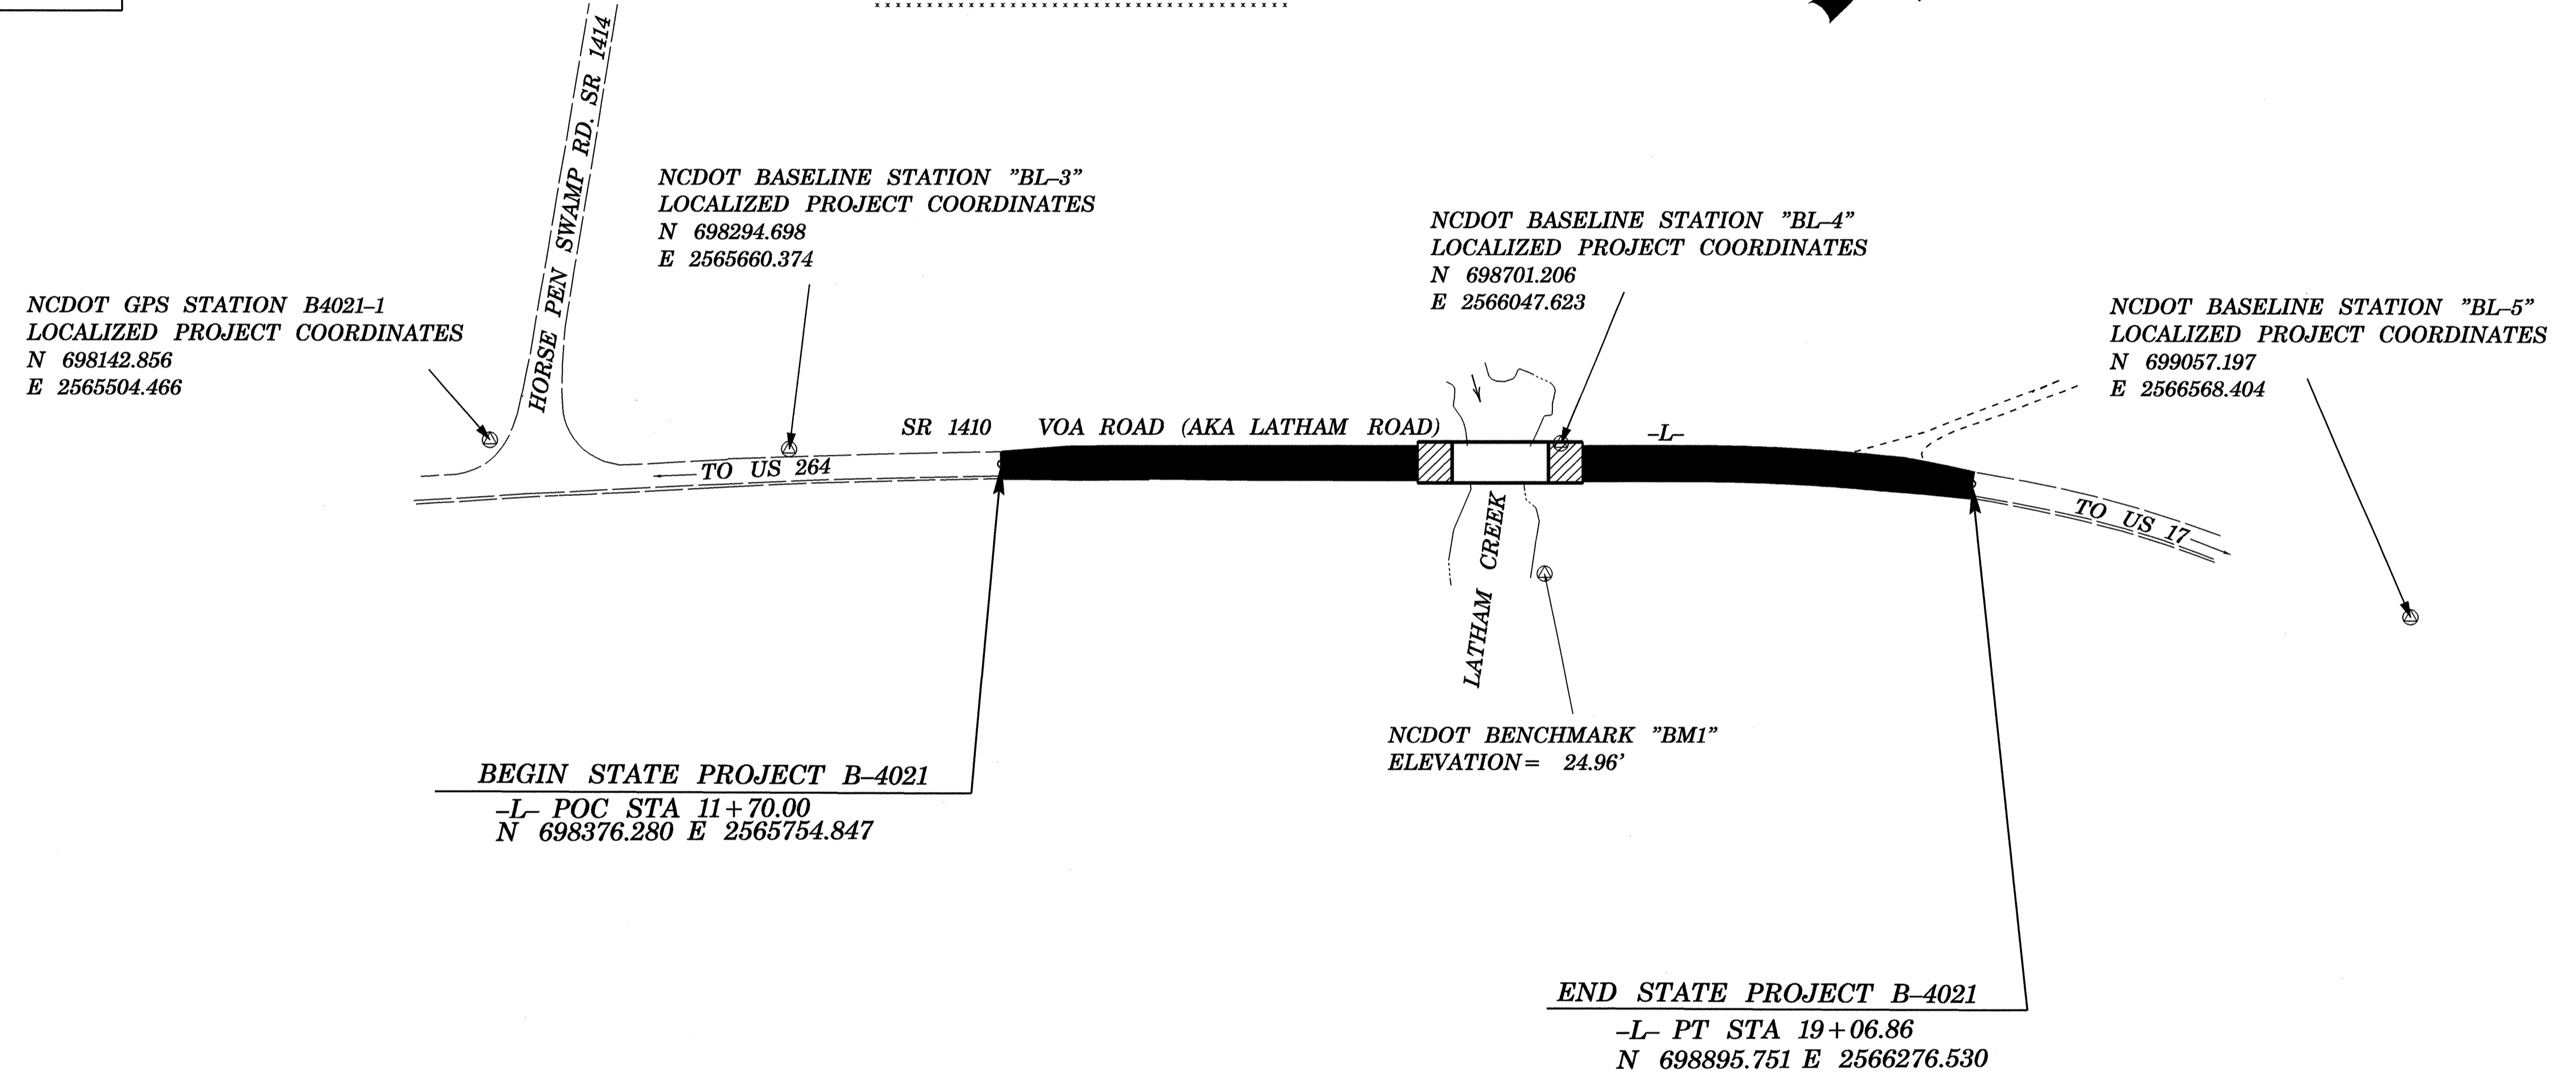 HORSE PEN SWAMP RD. SR 1414
NCDOT BASELINE STATION "BL-3"
LOCALIZED PROJECT COORDINATES
N 698294.698
E 2565660.374
NCDOT BASELINE STATION "BL-4"
LOCALIZED PROJECT COORDINATES
N 698701.206
E 2566047.623
NCDOT GPS STATION B4021-1
LOCALIZED PROJECT COORDINATES
N 698142.856
E 2565504.466
NCDOT BASELINE STATION "BL-5"
LOCALIZED PROJECT COORDINATES
N 699057.197
E 2566568.404
SR 1410 VOA ROAD (AKA LATHAM ROAD)
-L-
TO US 264
TO US 17
LATHAM CREEK
NCDOT BENCHMARK "BM1"
ELEVATION= 24.96'
BEGIN STATE PROJECT B-4021
-L- POC STA 11+70.00
N 698376.280 E 2565754.847
END STATE PROJECT B-4021
-L- PT STA 19+06.86
N 698895.751 E 2566276.530